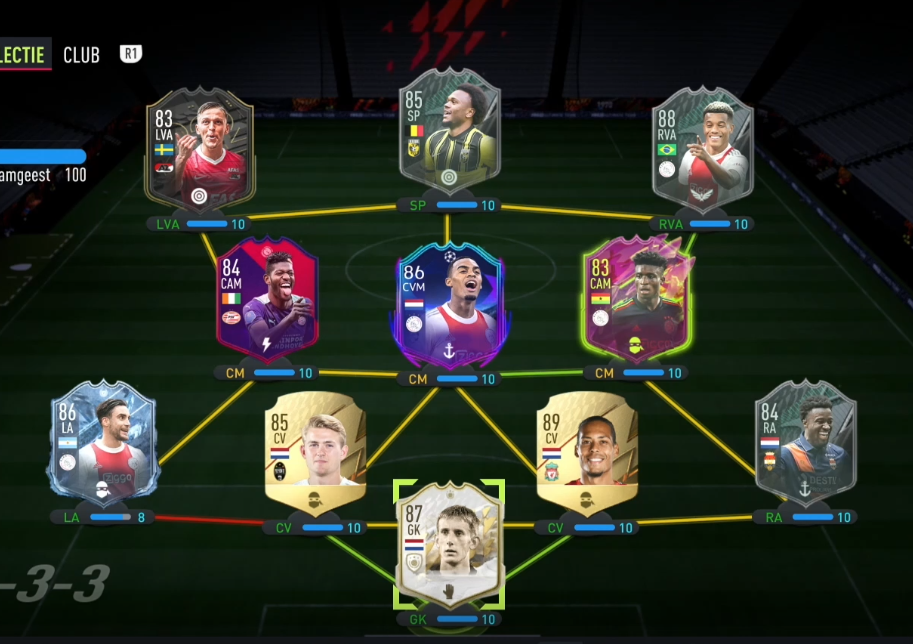 LECTIE CLUB R1
85
SP
83
LVA
88
RVA
amgeest 100
SP 10
LVA 10
RVA 10
84
CAM
86
CVM
83
CAM
CM 10
CM 10
CM 10
86
LA
85
CV
89
CV
84
RA
87
GK
LA 8
CV 10
CV 10
RA 10
-3-3
GK 10